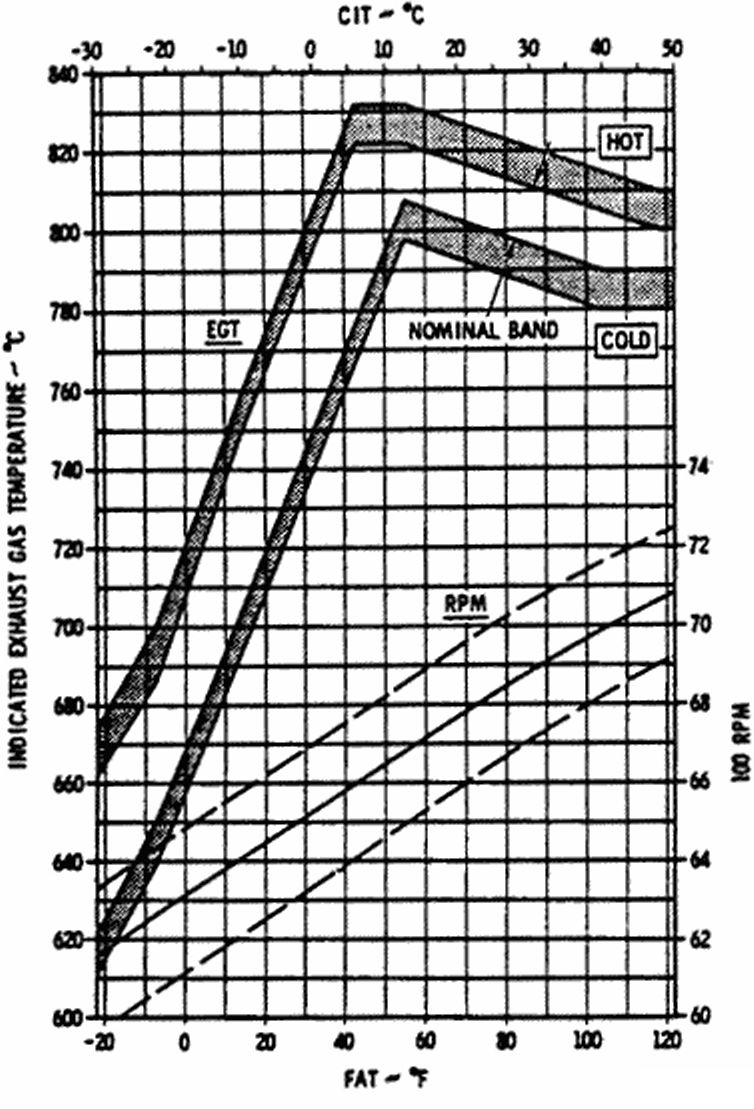 CIT ~ °C
-30 -20 -10 0 10 20 30 40 50
840
820
800
780
760
740
720
700
680
660
640
620
600
INDICATED EXHAUST GAS TEMPERATURE ~ °C
HOT
EGT
NOMINAL BAND
COLD
RPM
74
72
70
68
66
64
62
60
100 RPM
-20 0 20 40 60 80 100 120
FAT ~ °F